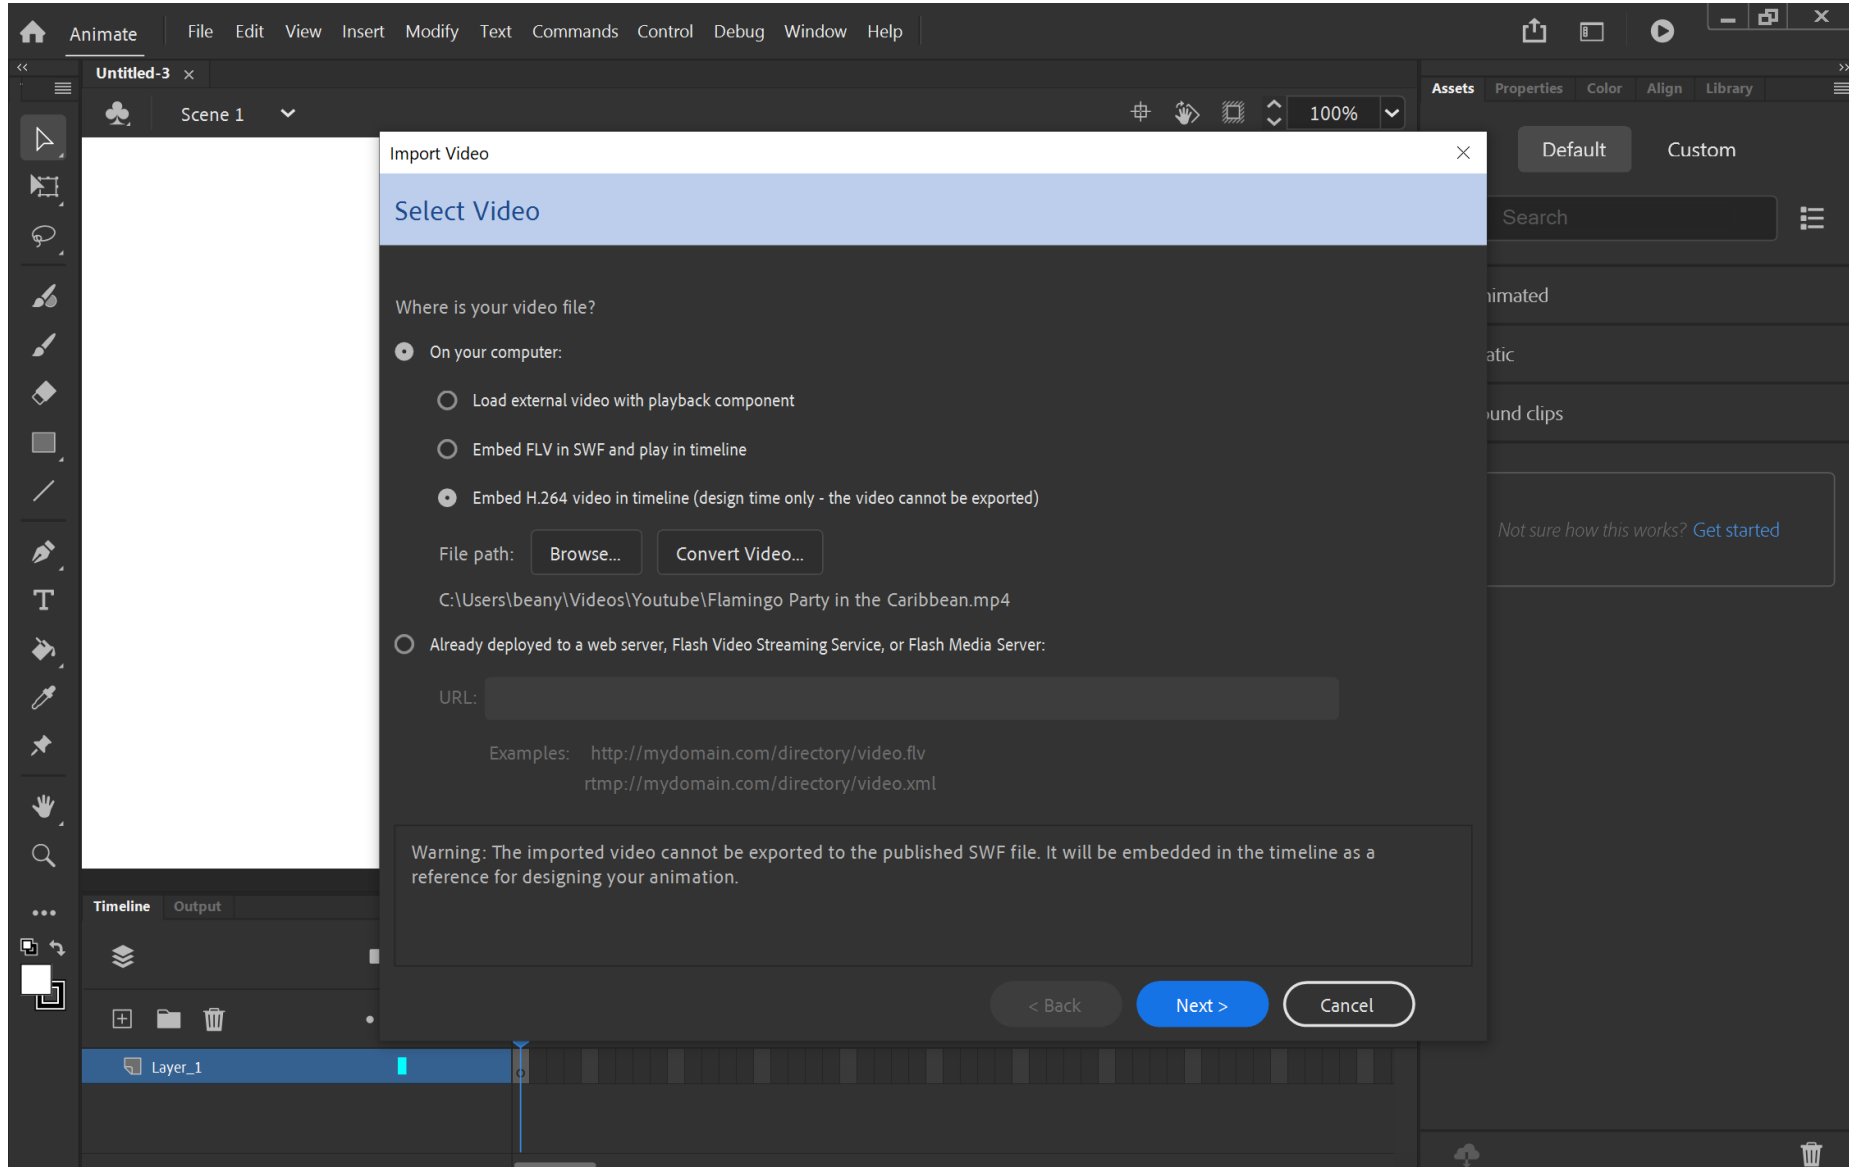 Animate File Edit View Insert Modify Text Commands Control Debug Window Help
Untitled-3
Scene 1
100%
Assets Properties Color Align Library
Default Custom
Search
Import Video
Select Video
Where is your video file?
On your computer:
Load external video with playback component
Embed FLV in SWF and play in timeline
Embed H.264 video in timeline (design time only - the video cannot be exported)
File path: Browse... Convert Video...
C:\Users\beany\Videos\Youtube\Flamingo Party in the Caribbean.mp4
Already deployed to a web server, Flash Video Streaming Service, or Flash Media Server:
URL:
Examples: http://mydomain.com/directory/video.flv
rtmp://mydomain.com/directory/video.xml
Warning: The imported video cannot be exported to the published SWF file. It will be embedded in the timeline as a
reference for designing your animation.
< Back Next > Cancel
nimated
atic
und clips
Not sure how this works? Get started
Timeline Output
Layer_1